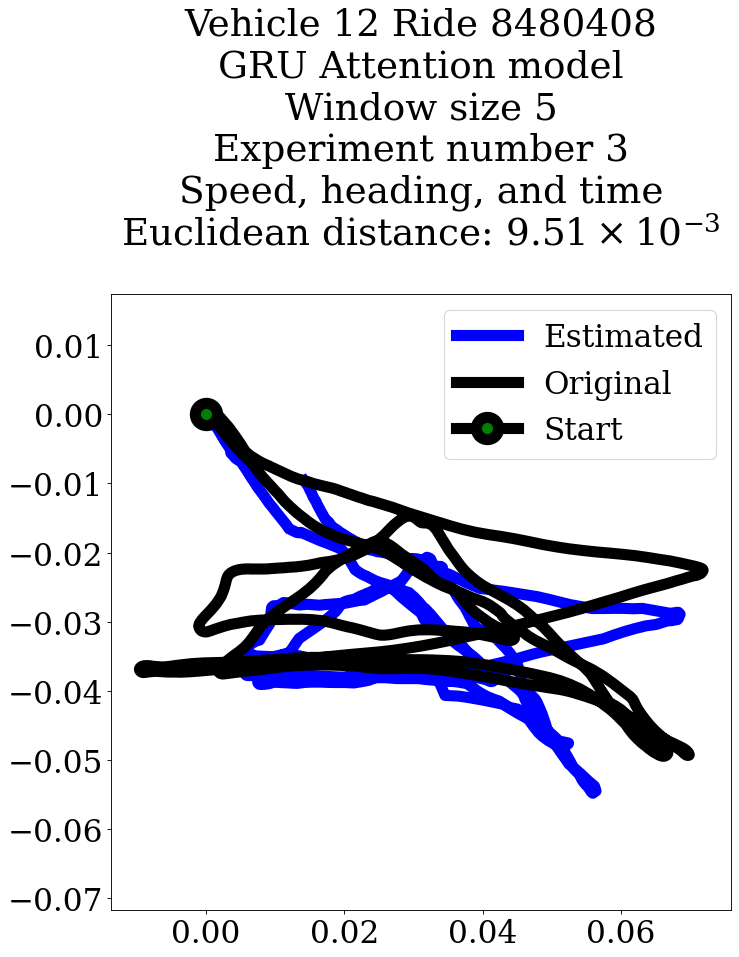 Vehicle 12 Ride 8480408
GRU Attention model
Window size 5
Experiment number 3
Speed, heading, and time
Euclidean distance: 9.51 × 10⁻³
Estimated
Original
Start
0.01
0.00
−0.01
−0.02
−0.03
−0.04
−0.05
−0.06
−0.07
0.00 0.02 0.04 0.06